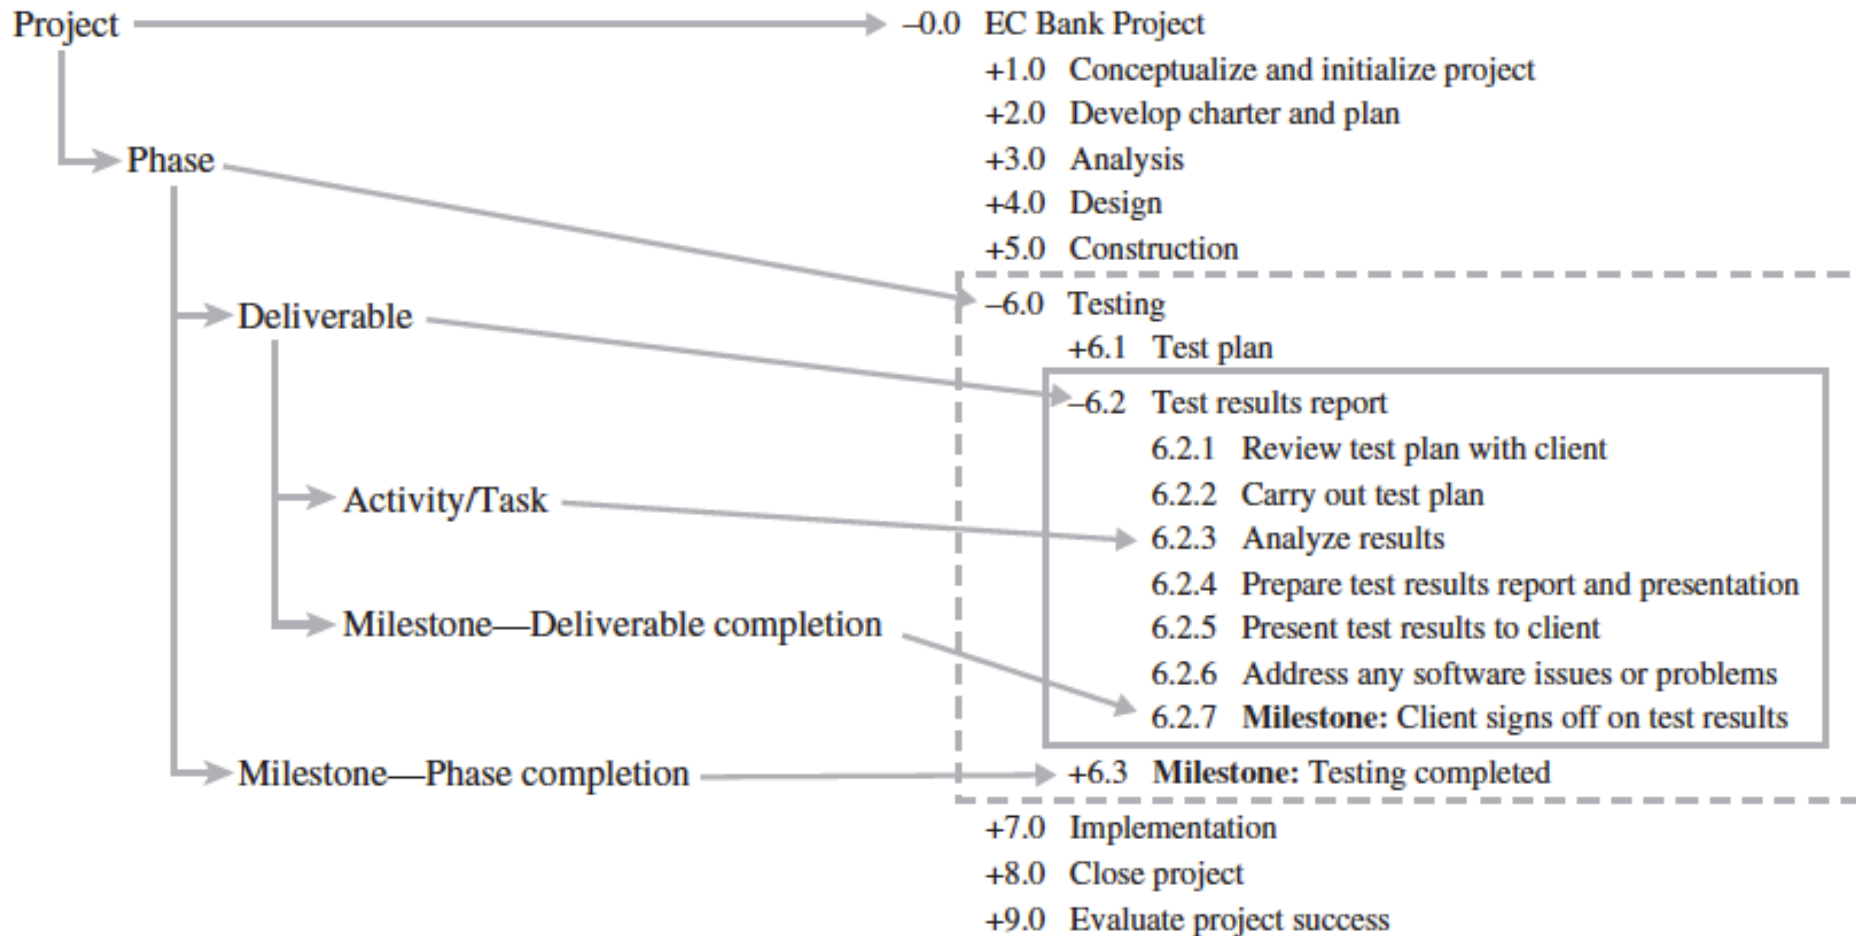 Project
–0.0 EC Bank Project
+1.0 Conceptualize and initialize project
+2.0 Develop charter and plan
Phase
+3.0 Analysis
+4.0 Design
+5.0 Construction
–6.0 Testing
Deliverable
+6.1 Test plan
–6.2 Test results report
6.2.1 Review test plan with client
6.2.2 Carry out test plan
Activity/Task
6.2.3 Analyze results
6.2.4 Prepare test results report and presentation
Milestone—Deliverable completion
6.2.5 Present test results to client
6.2.6 Address any software issues or problems
6.2.7 Milestone: Client signs off on test results
Milestone—Phase completion
+6.3 Milestone: Testing completed
+7.0 Implementation
+8.0 Close project
+9.0 Evaluate project success